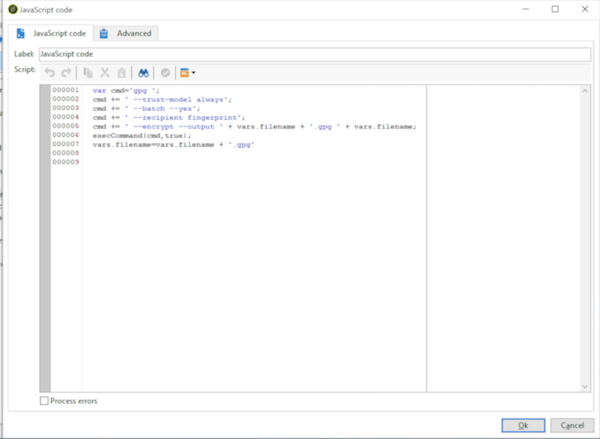 JavaScript code
JavaScript code
Advanced
Label: JavaScript code
Script:
000001 var cmd='gpg ';
000002 cmd += ' --trust-model always';
000003 cmd += ' --batch --yes';
000004 cmd += ' --recipient fingerprint';
000005 cmd += ' --encrypt --output ' + vars.filename + '.gpg ' + vars.filename;
000006 execCommand(cmd,true);
000007 vars.filename=vars.filename + '.gpg'
000008
000009
Process errors
Ok
Cancel